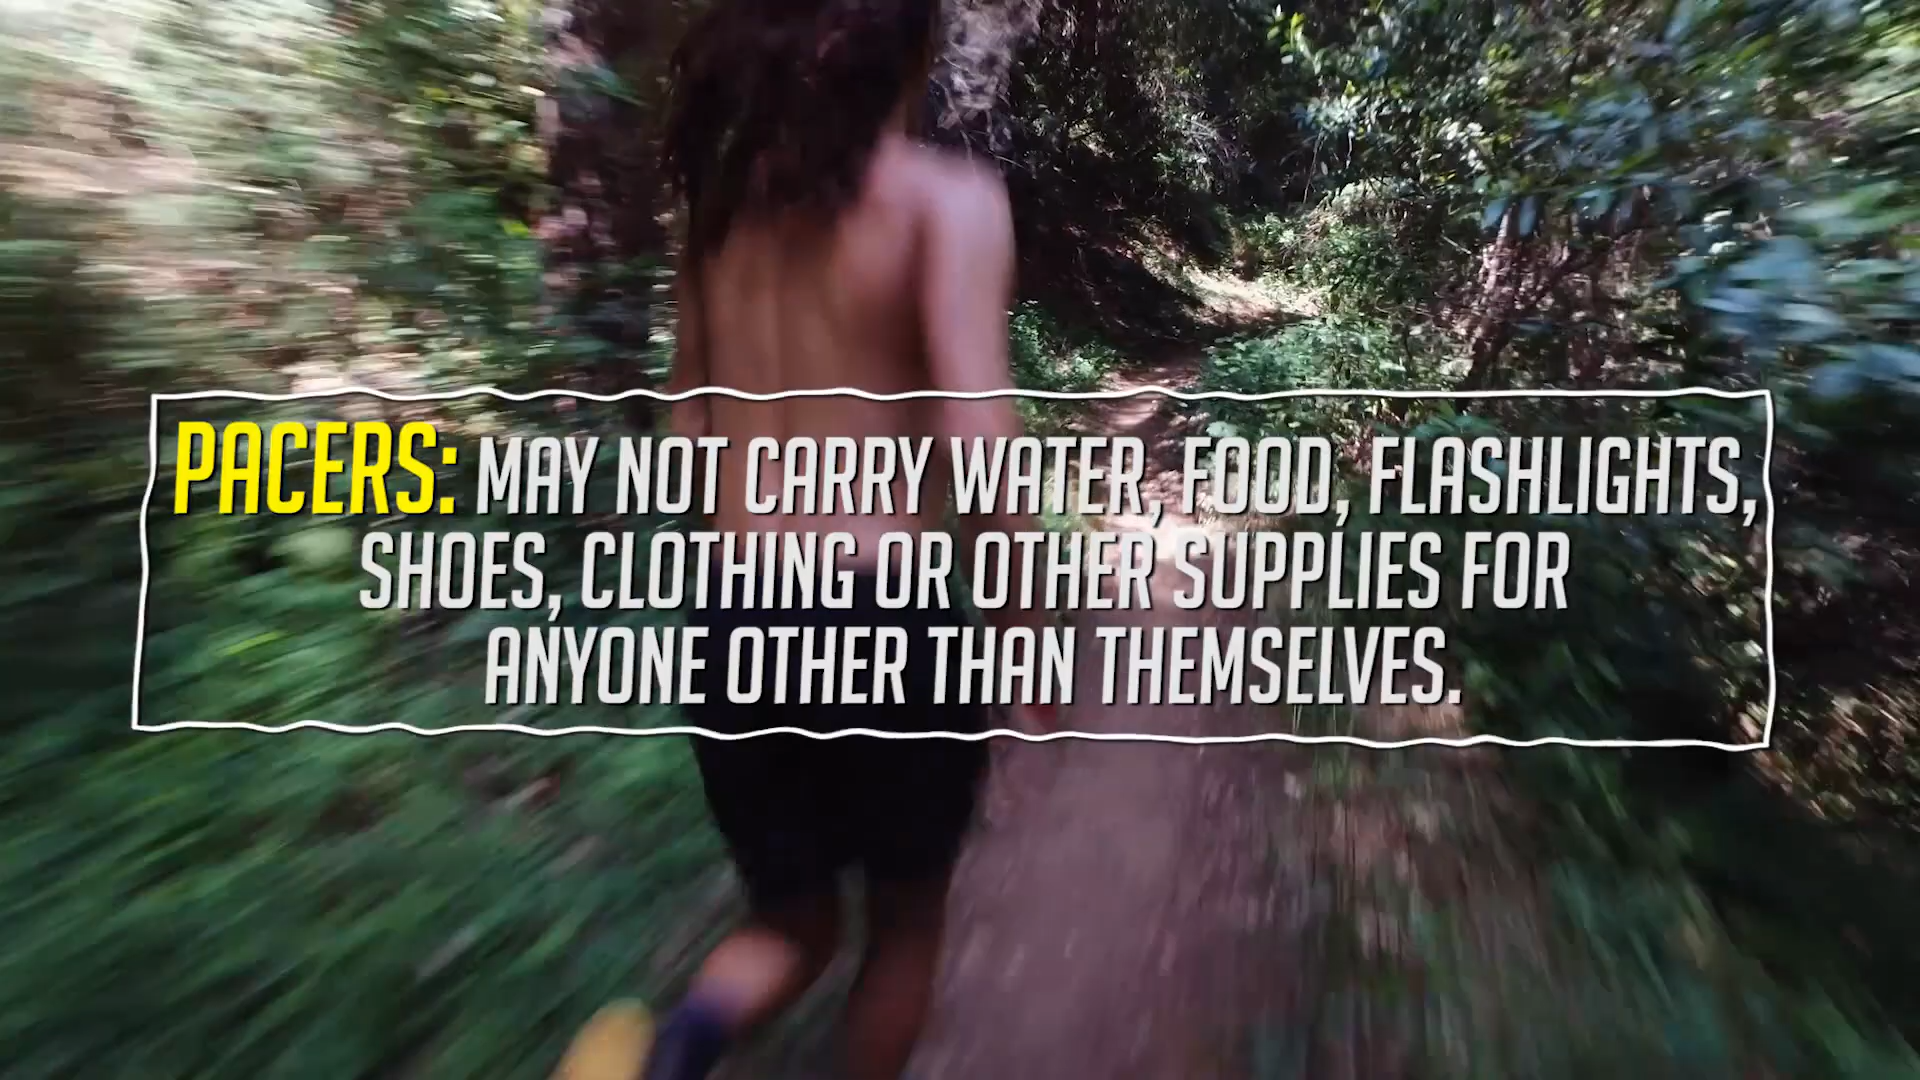 PACERS: MAY NOT CARRY WATER, FOOD, FLASHLIGHTS,
SHOES, CLOTHING OR OTHER SUPPLIES FOR
ANYONE OTHER THAN THEMSELVES.